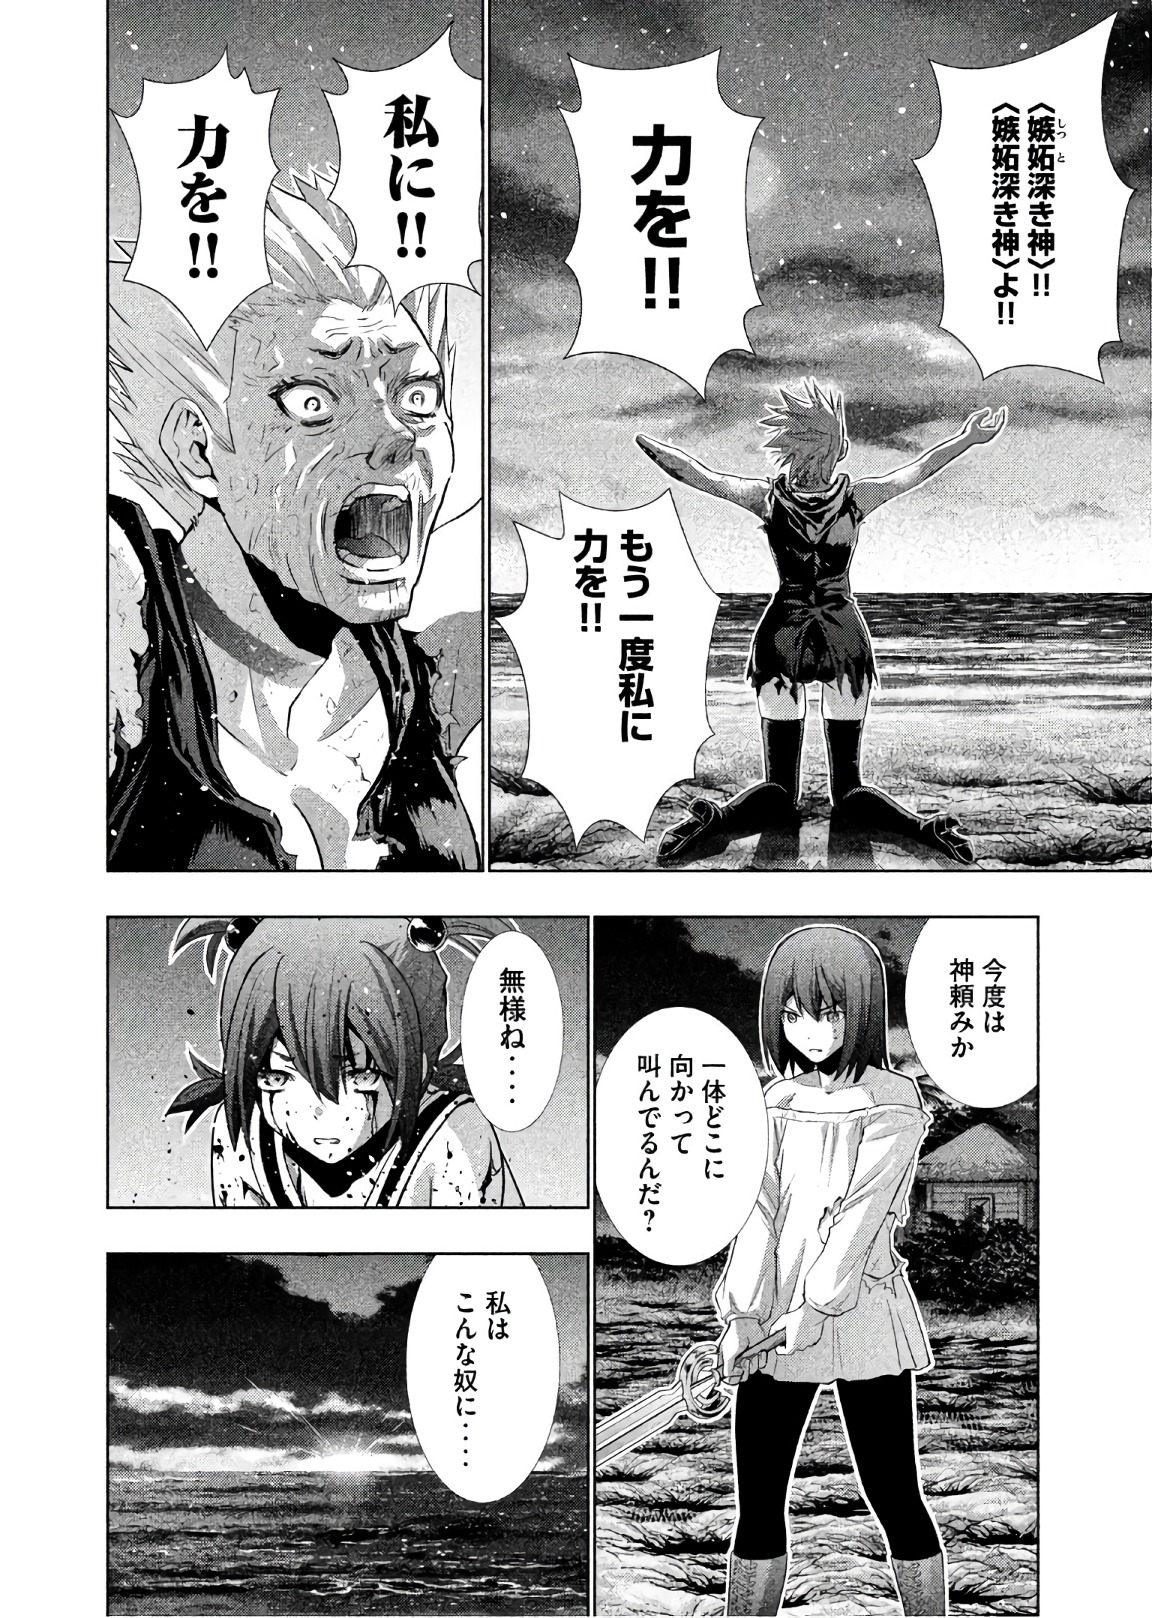 〈嫉妬深き神〉!!
しっと
〈嫉妬深き神〉よ!!
力を!!
もう一度私に
力を!!
私に!!
力を!!
今度は
神頼みか
一体どこに
向かって
叫んでるんだ？
無様ね‥‥
私は
こんな奴に‥‥